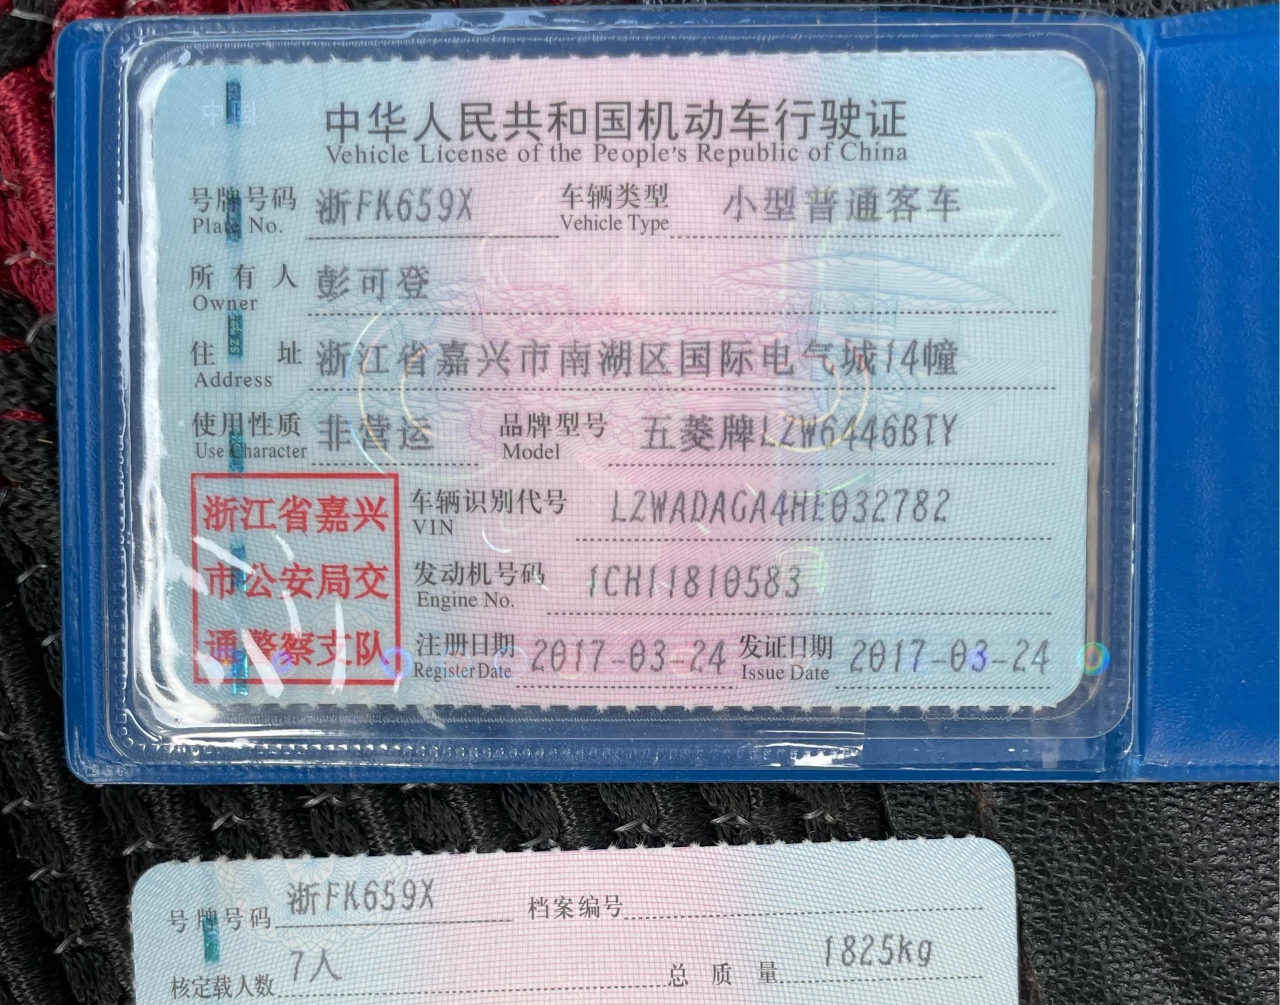 中华人民共和国机动车行驶证
Vehicle License of the People's Republic of China
号牌号码 浙FK659X 车辆类型 小型普通客车
Plate No. Vehicle Type
所有人 彭可登
Owner
住址 浙江省嘉兴市南湖区国际电气城14幢
Address
使用性质 非营运 品牌型号 五菱牌LZW6446BTY
Use Character Model
浙江省嘉兴
市公安局交
通警察支队
车辆识别代号 LZWADAGA4HE032782
VIN
发动机号码 1CH11810583
Engine No.
注册日期 2017-03-24 发证日期 2017-03-24
Register Date Issue Date
号牌号码 浙FK659X 档案编号
核定载人数 7人 总质量 1825kg